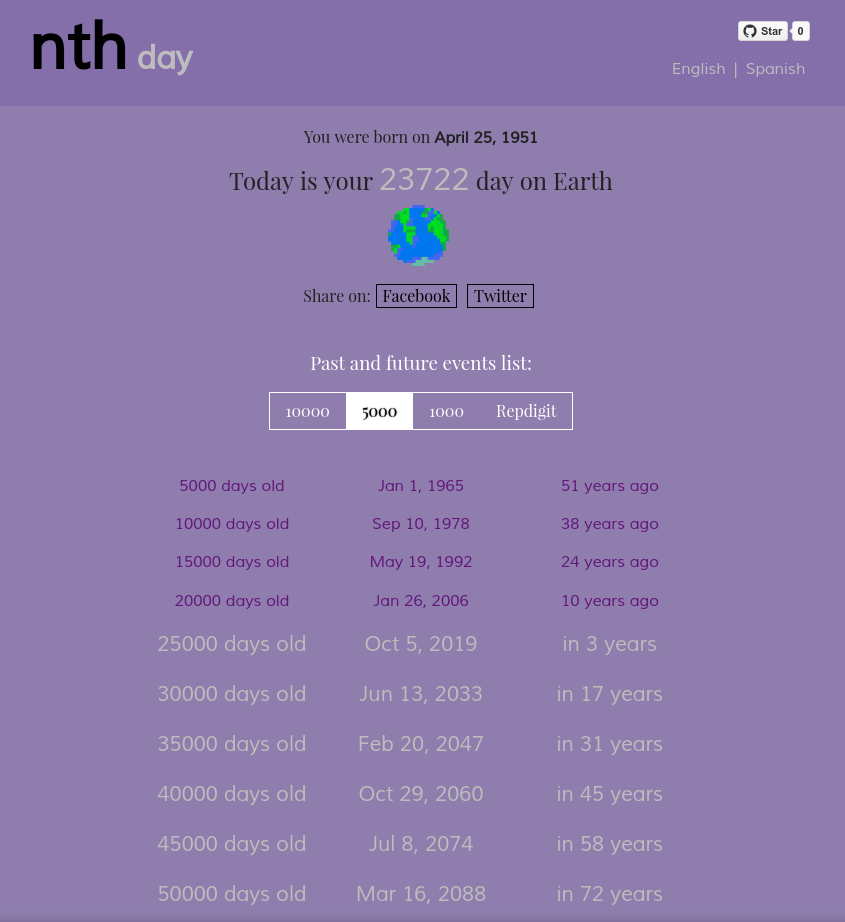 nth day
Star 0
English | Spanish
You were born on April 25, 1951
Today is your 23722 day on Earth
Share on: Facebook Twitter
Past and future events list:
10000 5000 1000 Repdigit
5000 days old Jan 1, 1965 51 years ago
10000 days old Sep 10, 1978 38 years ago
15000 days old May 19, 1992 24 years ago
20000 days old Jan 26, 2006 10 years ago
25000 days old Oct 5, 2019 in 3 years
30000 days old Jun 13, 2033 in 17 years
35000 days old Feb 20, 2047 in 31 years
40000 days old Oct 29, 2060 in 45 years
45000 days old Jul 8, 2074 in 58 years
50000 days old Mar 16, 2088 in 72 years